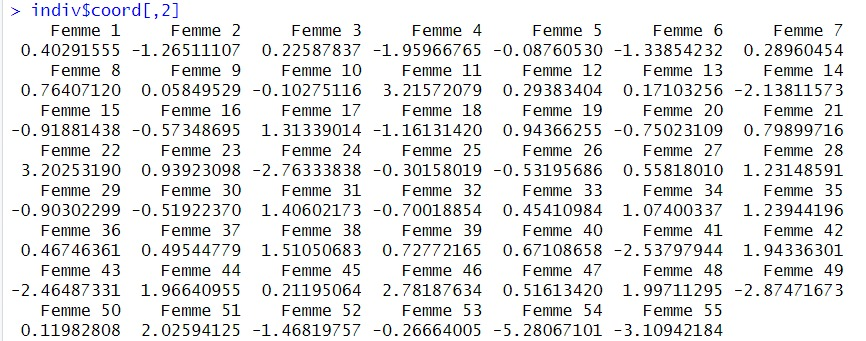 > indiv$coord[,2]
Femme 1 Femme 2 Femme 3 Femme 4 Femme 5 Femme 6 Femme 7
0.40291555 -1.26511107 0.22587837 -1.95966765 -0.08760530 -1.33854232 0.28960454
Femme 8 Femme 9 Femme 10 Femme 11 Femme 12 Femme 13 Femme 14
0.76407120 0.05849529 -0.10275116 3.21572079 0.29383404 0.17103256 -2.13811573
Femme 15 Femme 16 Femme 17 Femme 18 Femme 19 Femme 20 Femme 21
-0.91881438 -0.57348695 1.31339014 -1.16131420 0.94366255 -0.75023109 0.79899716
Femme 22 Femme 23 Femme 24 Femme 25 Femme 26 Femme 27 Femme 28
3.20253190 0.93923098 -2.76333838 -0.30158019 -0.53195686 0.55818010 1.23148591
Femme 29 Femme 30 Femme 31 Femme 32 Femme 33 Femme 34 Femme 35
-0.90302299 -0.51922370 1.40602173 -0.70018854 0.45410984 1.07400337 1.23944196
Femme 36 Femme 37 Femme 38 Femme 39 Femme 40 Femme 41 Femme 42
0.46746361 0.49544779 1.51050683 0.72772165 0.67108658 -2.53797944 1.94336301
Femme 43 Femme 44 Femme 45 Femme 46 Femme 47 Femme 48 Femme 49
-2.46487331 1.96640955 0.21195064 2.78187634 0.51613420 1.99711295 -2.87471673
Femme 50 Femme 51 Femme 52 Femme 53 Femme 54 Femme 55
0.11982808 2.02594125 -1.46819757 -0.26664005 -5.28067101 -3.10942184